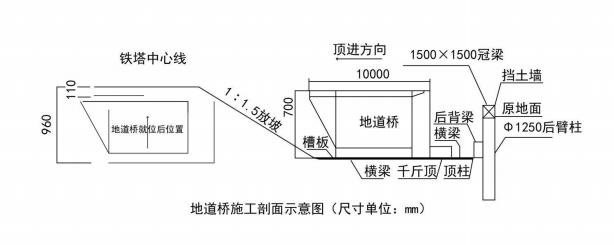 铁塔中心线
顶进方向
1500×1500冠梁
10000
挡土墙
110
1:1.5放坡
700
原地面
960
地道桥就位后位置
地道桥
后背梁
Φ1250后臂柱
横梁
槽板
横梁
千斤顶
顶柱
地道桥施工剖面示意图（尺寸单位：mm）